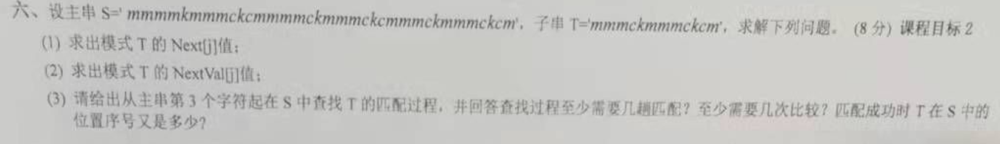 六、设主串 S=' mmmmkmmmckcmmmmmckmmmckcmmmckmmmckcm'，子串 T='mmmckmmmckcm'，求解下列问题。 (8 分) 课程目标 2
(1) 求出模式 T 的 Next[j]值；
(2) 求出模式 T 的 NextVal[j]值；
(3) 请给出从主串第 3 个字符起在 S 中查找 T 的匹配过程，并回答查找过程至少需要几趟匹配？至少需要几次比较？匹配成功时 T 在 S 中的
位置序号又是多少？